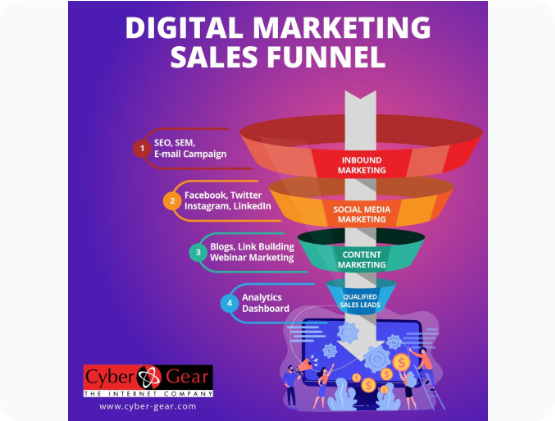 DIGITAL MARKETING
SALES FUNNEL
1
SEO, SEM,
E-mail Campaign
INBOUND
MARKETING
2
Facebook, Twitter
Instagram, LinkedIn
SOCIAL MEDIA
MARKETING
3
Blogs, Link Building
Webinar Marketing
CONTENT
MARKETING
4
Analytics
Dashboard
QUALIFIED
SALES LEADS
Cyber Gear
THE INTERNET COMPANY
www.cyber-gear.com